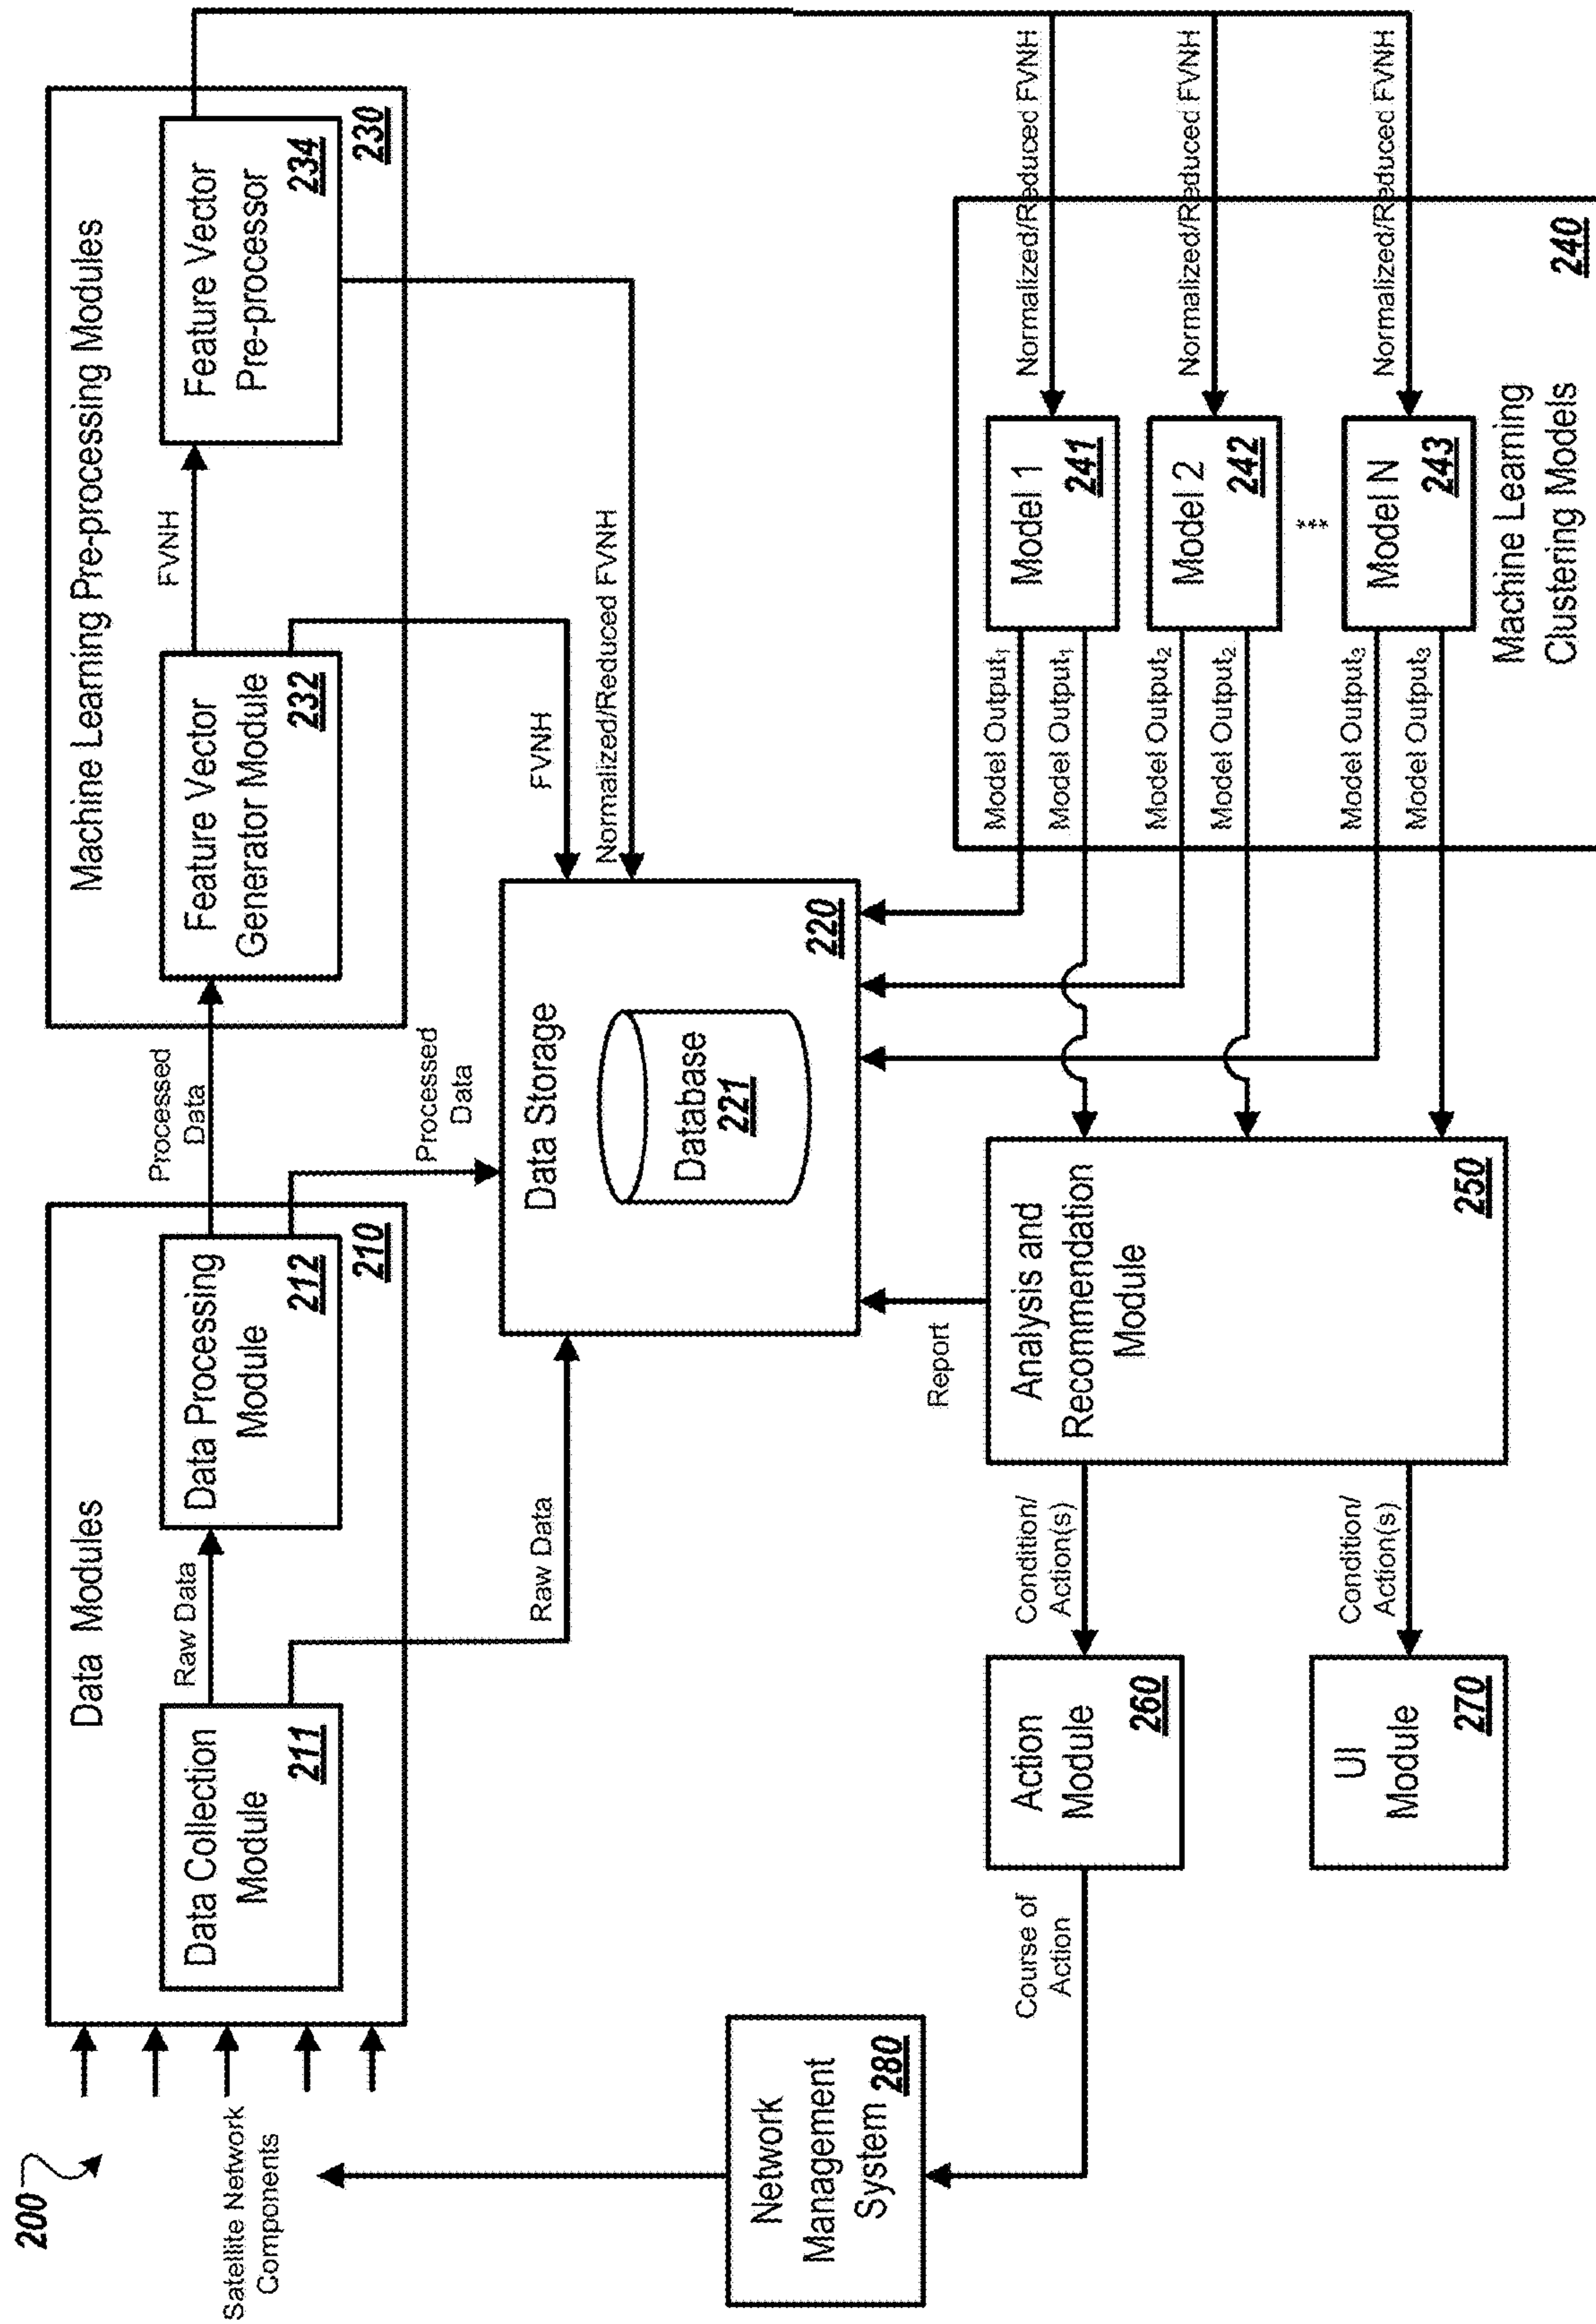 200
Satellite Network
Components
Data Modules
Data Collection
Module
211
Raw Data
Data Processing
Module
212
210
Processed
Data
Machine Learning Pre-processing Modules
Feature Vector
Generator Module
232
FVNH
Feature Vector
Pre-processor
234
230
Raw Data
Processed
Data
FVNH
Normalized/Reduced FVNH
Data Storage
Database
221
220
Network
Management
System 280
Course of
Action
Action
Module
260
Condition/
Action(s)
UI
Module
270
Condition/
Action(s)
Report
Analysis and
Recommendation
Module
250
Model Output₁
Model Output₁
Model Output₂
Model Output₂
Model Output₃
Model Output₃
Model 1
241
Model 2
242
***
Model N
243
Normalized/Reduced FVNH
Normalized/Reduced FVNH
Normalized/Reduced FVNH
Machine Learning
Clustering Models
240